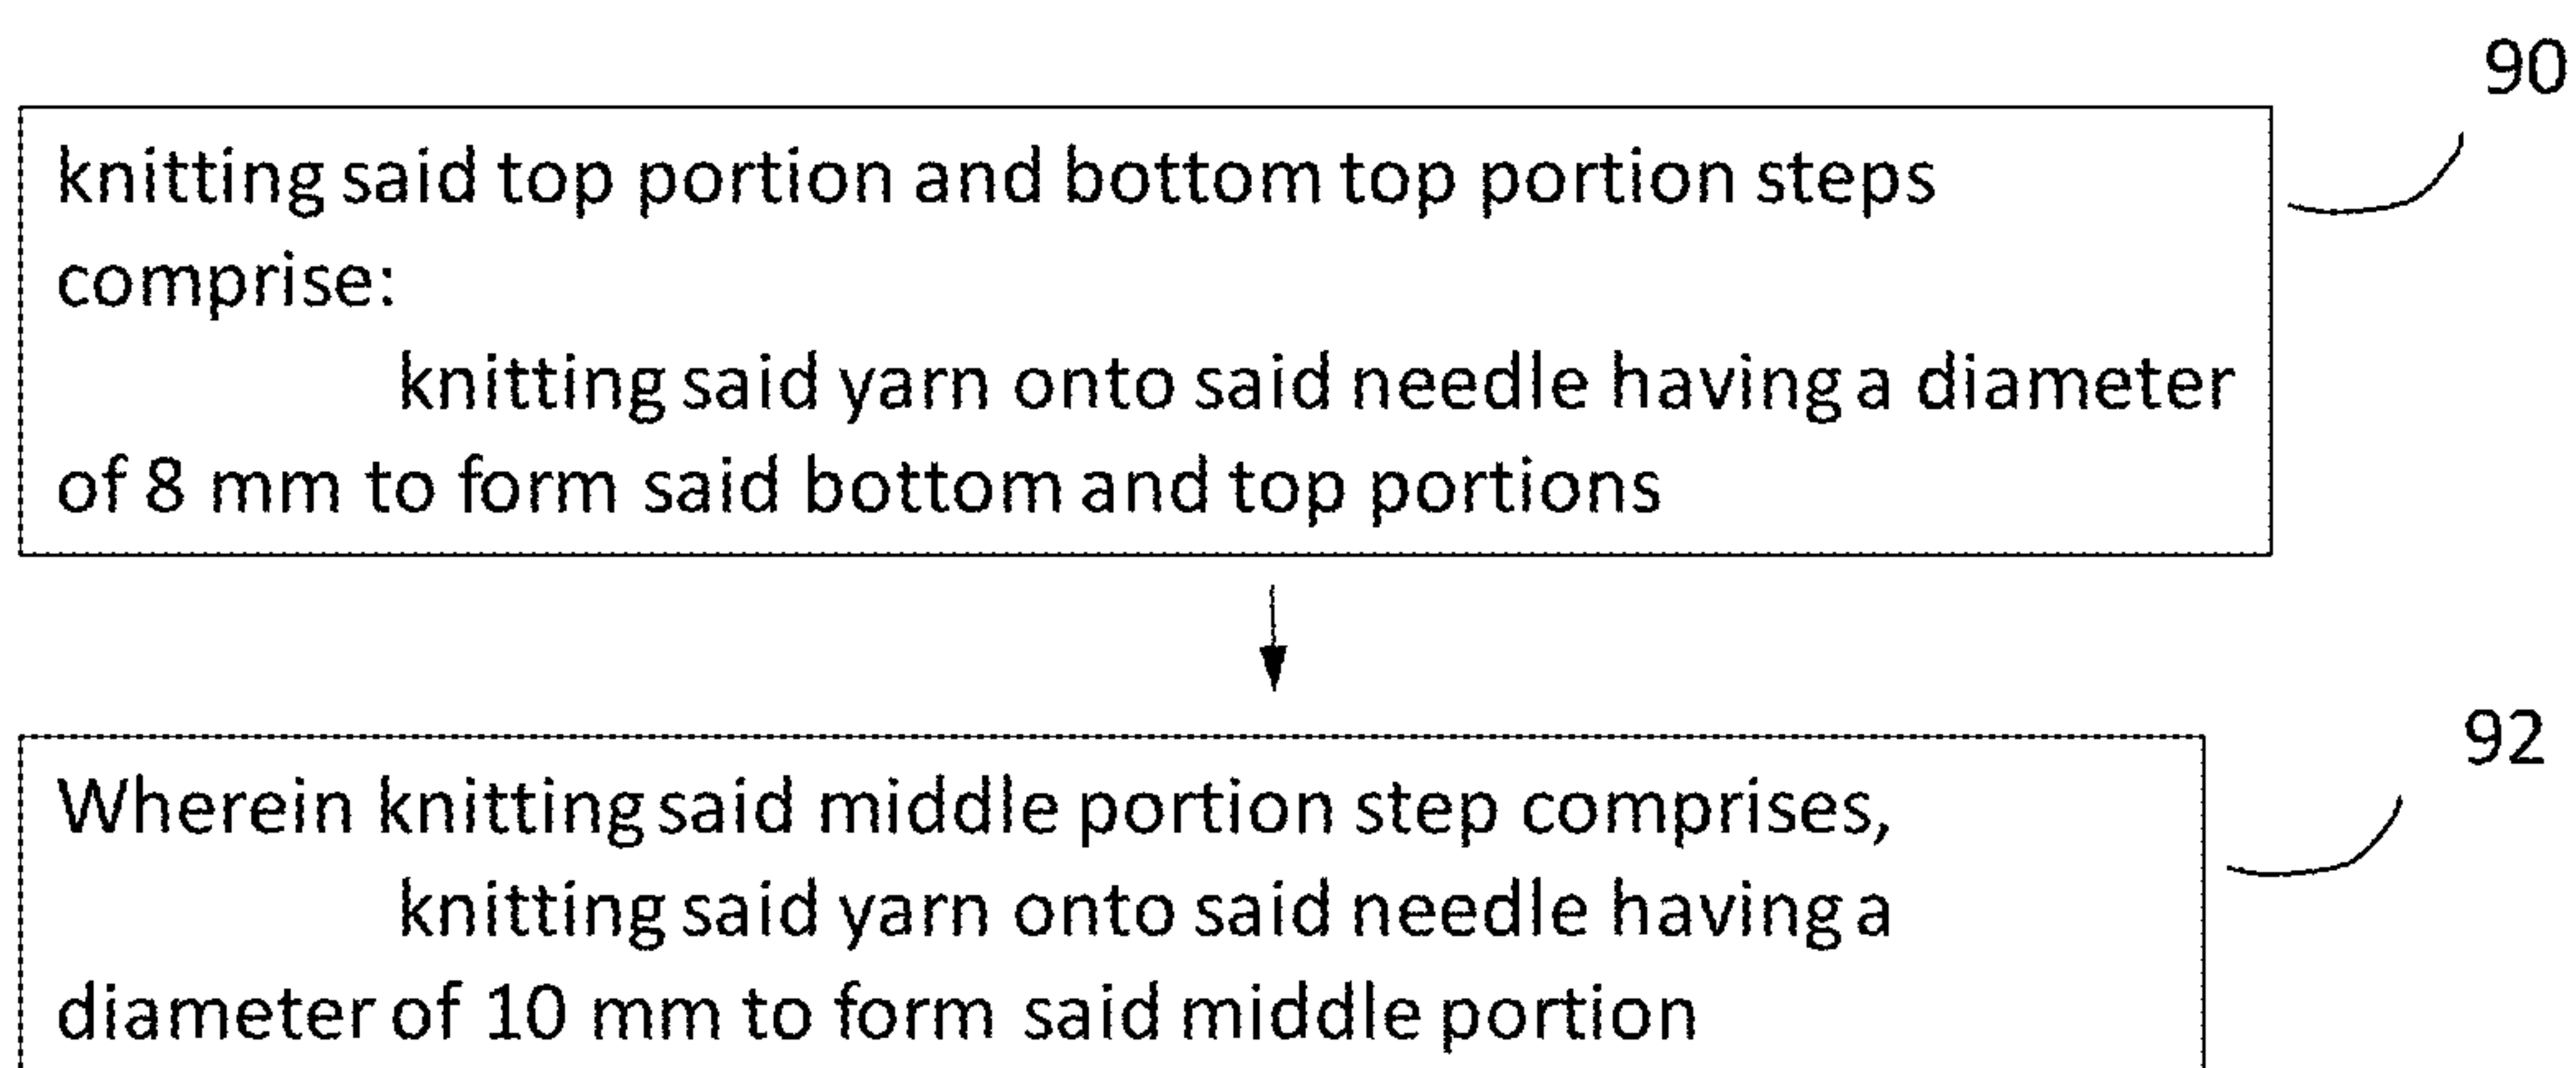 90
knitting said top portion and bottom top portion steps
comprise:
knitting said yarn onto said needle having a diameter
of 8 mm to form said bottom and top portions
92
Wherein knitting said middle portion step comprises,
knitting said yarn onto said needle having a
diameter of 10 mm to form said middle portion